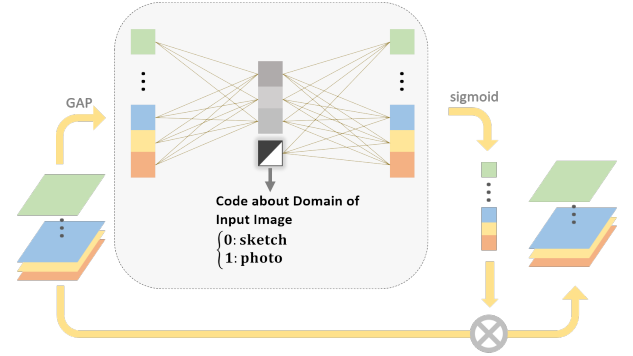 GAP
sigmoid
Code about Domain of
Input Image
0: sketch
1: photo